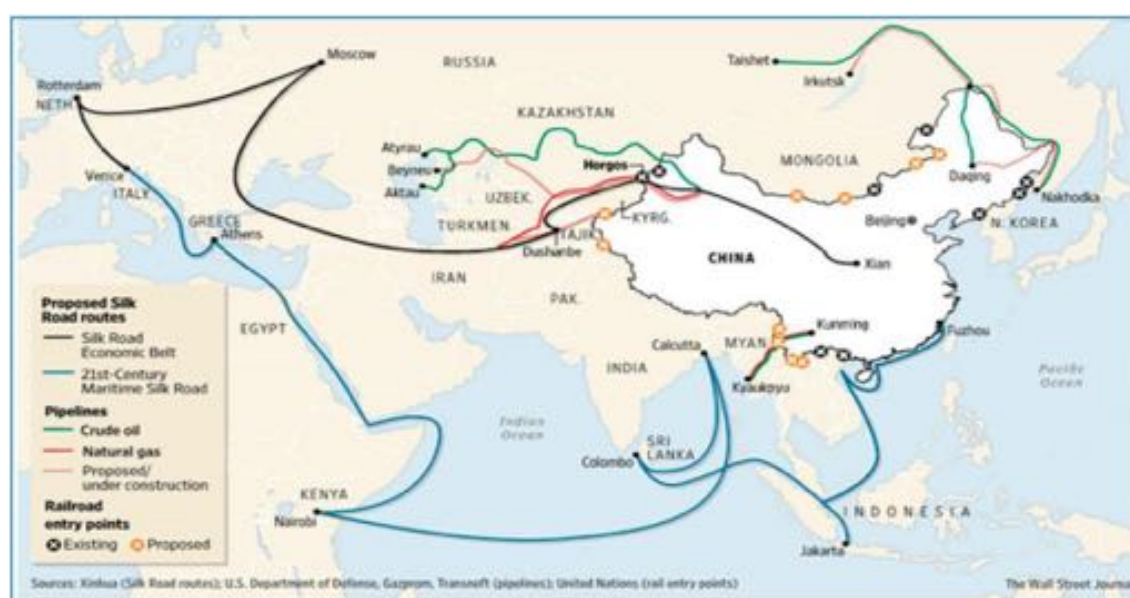 Moscow
RUSSIA
Taishet
Irkutsk
Rotterdam
NETH.
KAZAKHSTAN
Atyrau
Beyneu
Aktau
Horgos
MONGOLIA
Daqing
Nakhodka
Venice
ITALY
UZBEK.
KYRG.
Beijing
N. KOREA
GREECE
Athens
TURKMEN
TAJIK.
Dushanbe
CHINA
Xian
IRAN
PAK.
EGYPT
Kunming
Fuzhou
Calcutta
MYAN.
INDIA
Kyaukpyu
Pacific
Ocean
Indian
Ocean
SRI
LANKA
Colombo
KENYA
Nairobi
INDONESIA
Jakarta
Proposed Silk
Road routes
Silk Road
Economic Belt
21st-Century
Maritime Silk Road
Pipelines
Crude oil
Natural gas
Proposed/
under construction
Railroad
entry points
Existing
Proposed
Sources: Xinhua (Silk Road routes); U.S. Department of Defense, Gazprom, Transneft (pipelines); United Nations (rail entry points)
The Wall Street Journal